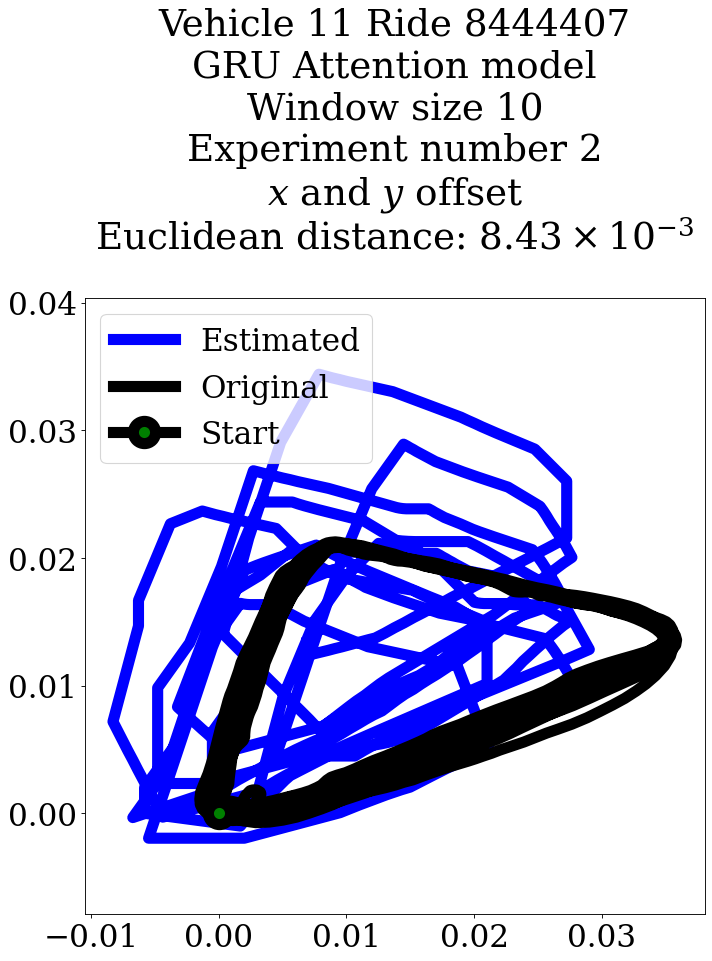 Vehicle 11 Ride 8444407
GRU Attention model
Window size 10
Experiment number 2
x and y offset
Euclidean distance: 8.43 × 10⁻³
0.04
Estimated
Original
Start
0.03
0.02
0.01
0.00
−0.01 0.00 0.01 0.02 0.03